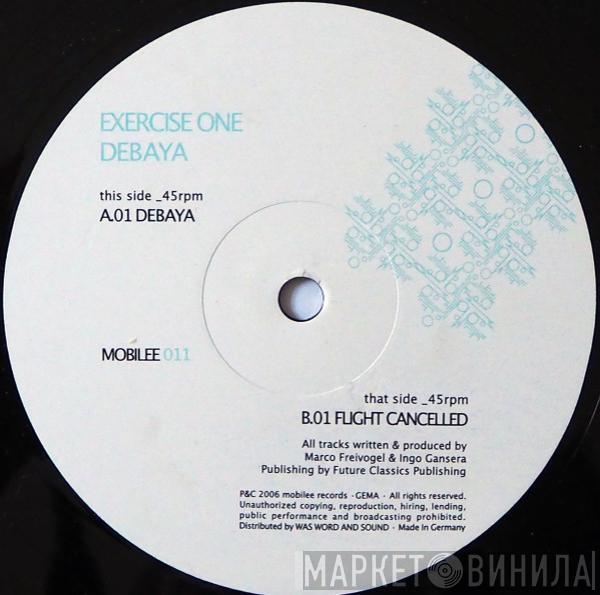 EXERCISE ONE
DEBAYA
this side _45rpm
A.01 DEBAYA
MOBILEE 011
that side _45rpm
B.01 FLIGHT CANCELLED
All tracks written & produced by
Marco Freivogel & Ingo Gansera
Publishing by Future Classics Publishing
P&C 2006 mobilee records · GEMA · All rights reserved.
Unauthorized copying, reproduction, hiring, lending,
public performance and broadcasting prohibited.
Distributed by WAS WORD AND SOUND · Made in Germany
МАРКЕТ ВИНИЛА